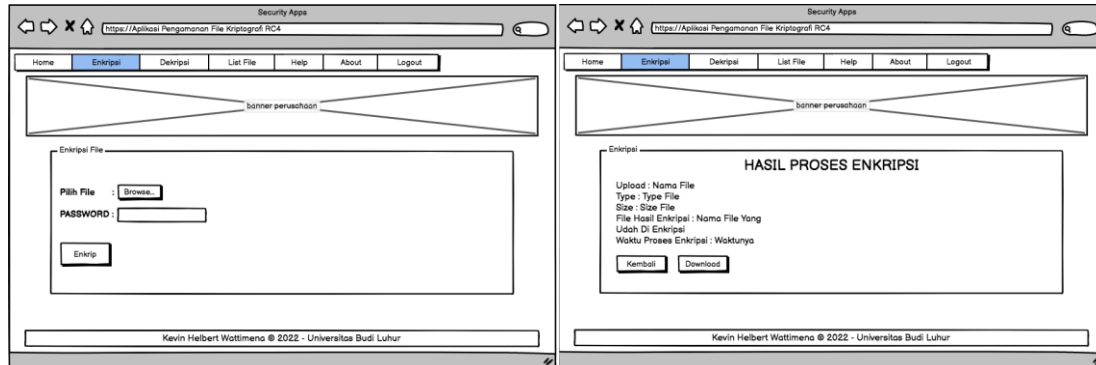 Security Apps
https://Aplikasi Pengamanan File Kriptografi RC4
Home Enkripsi Dekripsi List File Help About Logout
banner perusahaan
Enkripsi File
Pilih File : Browse...
PASSWORD :
Enkrip
Kevin Helbert Wattimena © 2022 - Universitas Budi Luhur
Security Apps
https://Aplikasi Pengamanan File Kriptografi RC4
Home Enkripsi Dekripsi List File Help About Logout
banner perusahaan
Enkripsi
HASIL PROSES ENKRIPSI
Upload : Nama File
Type : Type File
Size : Size File
File Hasil Enkripsi : Nama File Yang
Udah Di Enkripsi
Waktu Proses Enkripsi : Waktunya
Kembali Download
Kevin Helbert Wattimena © 2022 - Universitas Budi Luhur